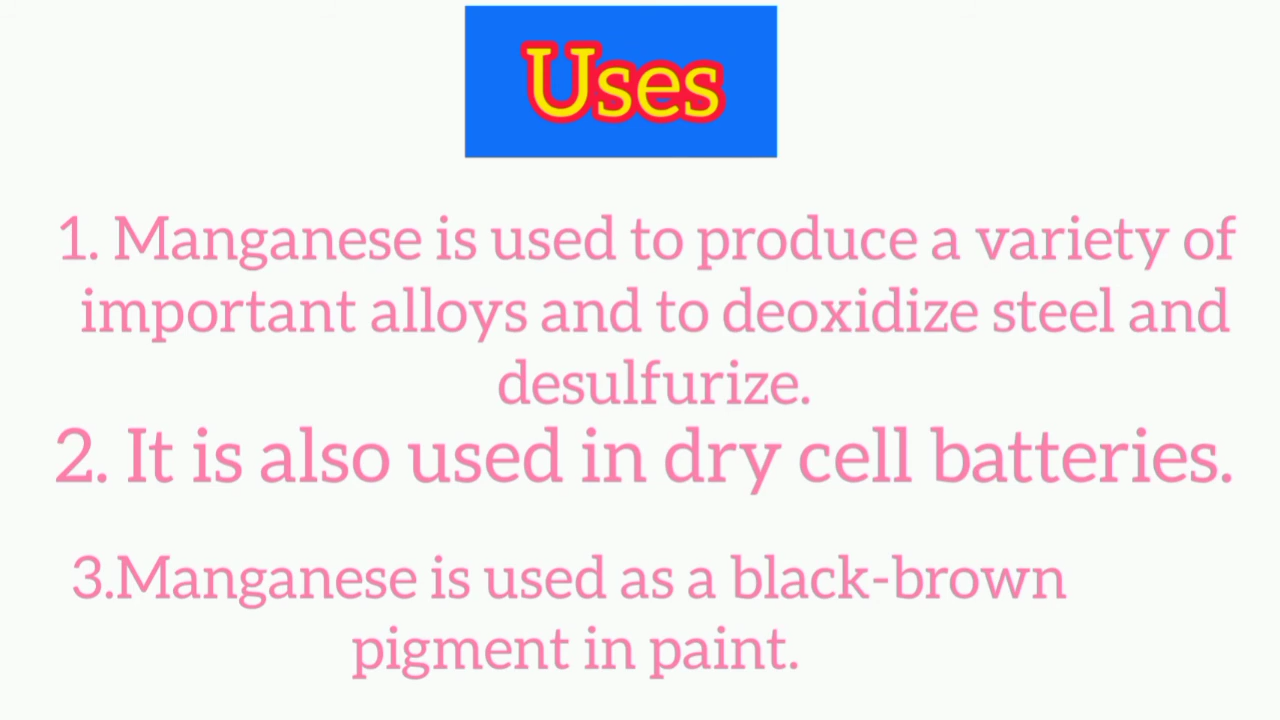 Uses
1. Manganese is used to produce a variety of
important alloys and to deoxidize steel and
desulfurize.
2. It is also used in dry cell batteries.
3.Manganese is used as a black-brown
pigment in paint.